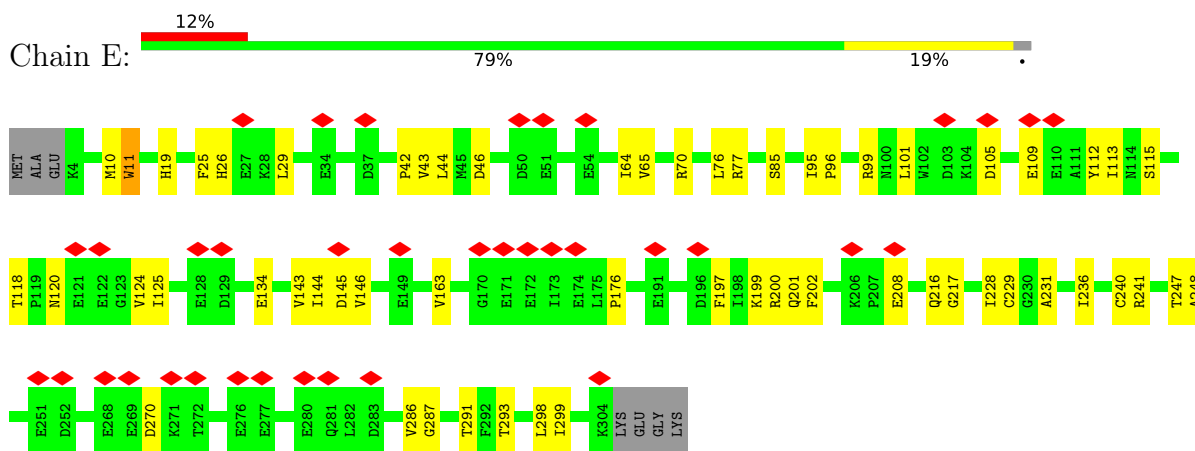 12%
Chain E:
79% 19% •
MET ALA GLU K4 M10 W11 H19 F25 H26 E27 K28 L29 E34 D37 P42 V43 L44 M45 D46 D50 E51 E54 I64 V65 R70 L76 R77 S85 I95 P96 R99 N100 L101 W102 D103 K104 D105 E109 E110 A111 Y112 I113 N114 S115
T118 P119 N120 E121 E122 G123 V124 I125 E128 D129 E134 V143 I144 D145 V146 E149 V163 G170 E171 E172 I173 E174 L175 P176 E191 D196 F197 I198 K199 R200 Q201 F202 K206 P207 E208 Q216 G217 I228 C229 G230 A231 I236 C240 R241 T247 A248
E251 D252 E268 E269 D270 K271 T272 E276 E277 E280 Q281 L282 D283 V286 G287 T291 F292 T293 L298 I299 K304 LYS GLU GLY LYS